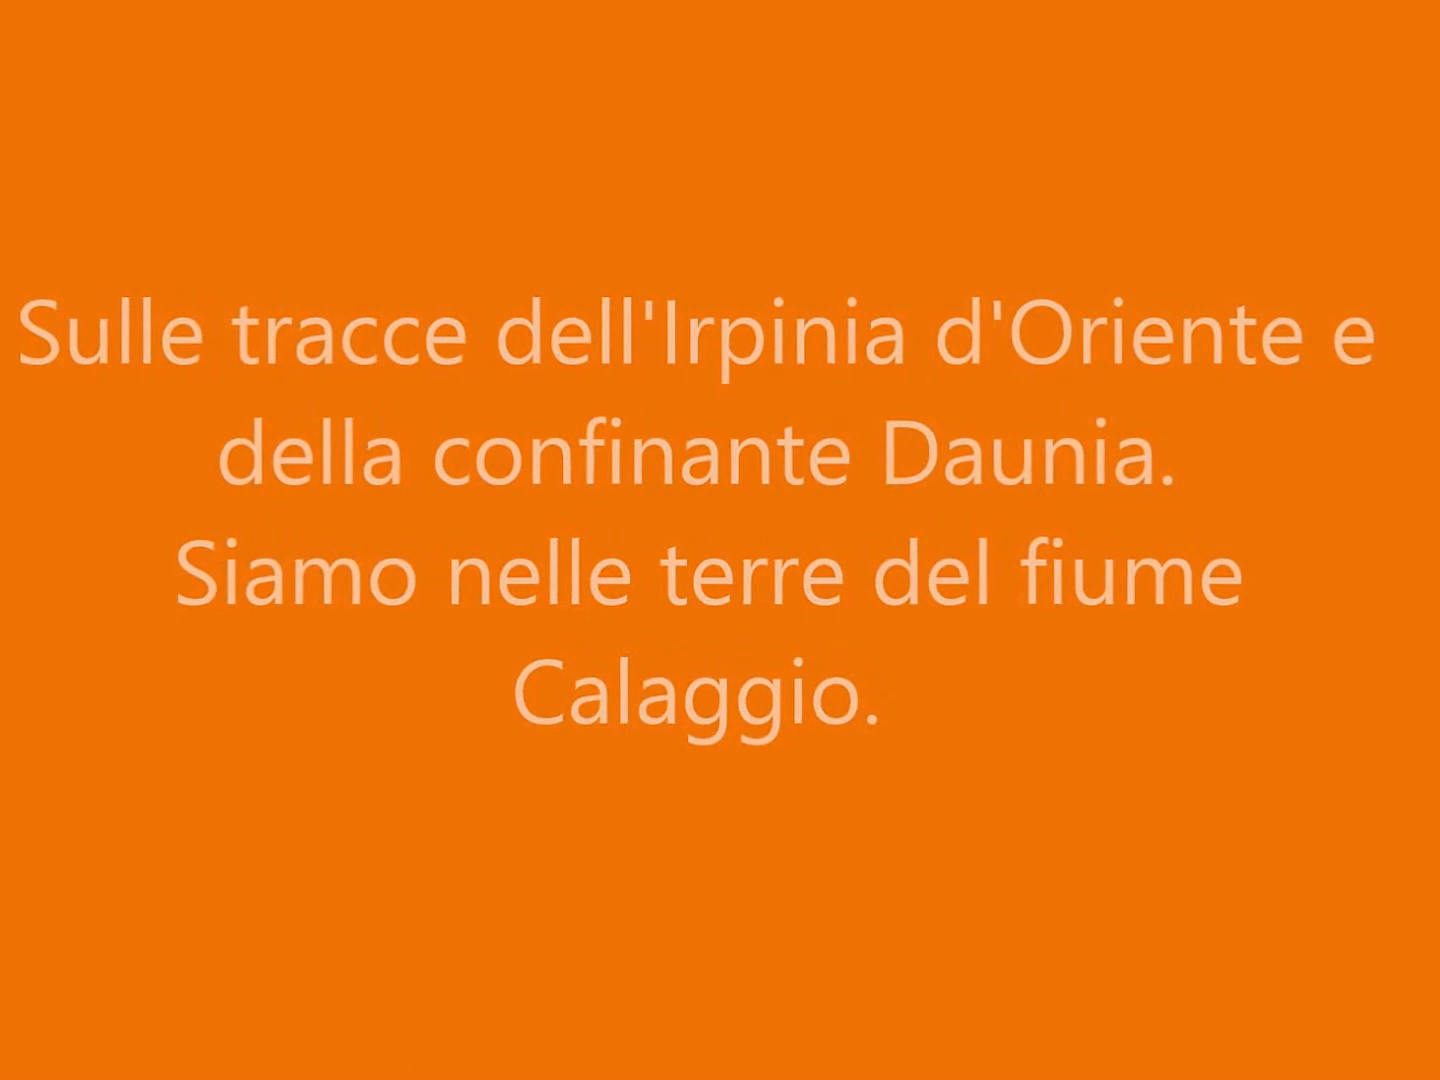 Sulle tracce dell'Irpinia d'Oriente e
della confinante Daunia.
Siamo nelle terre del fiume
Calaggio.